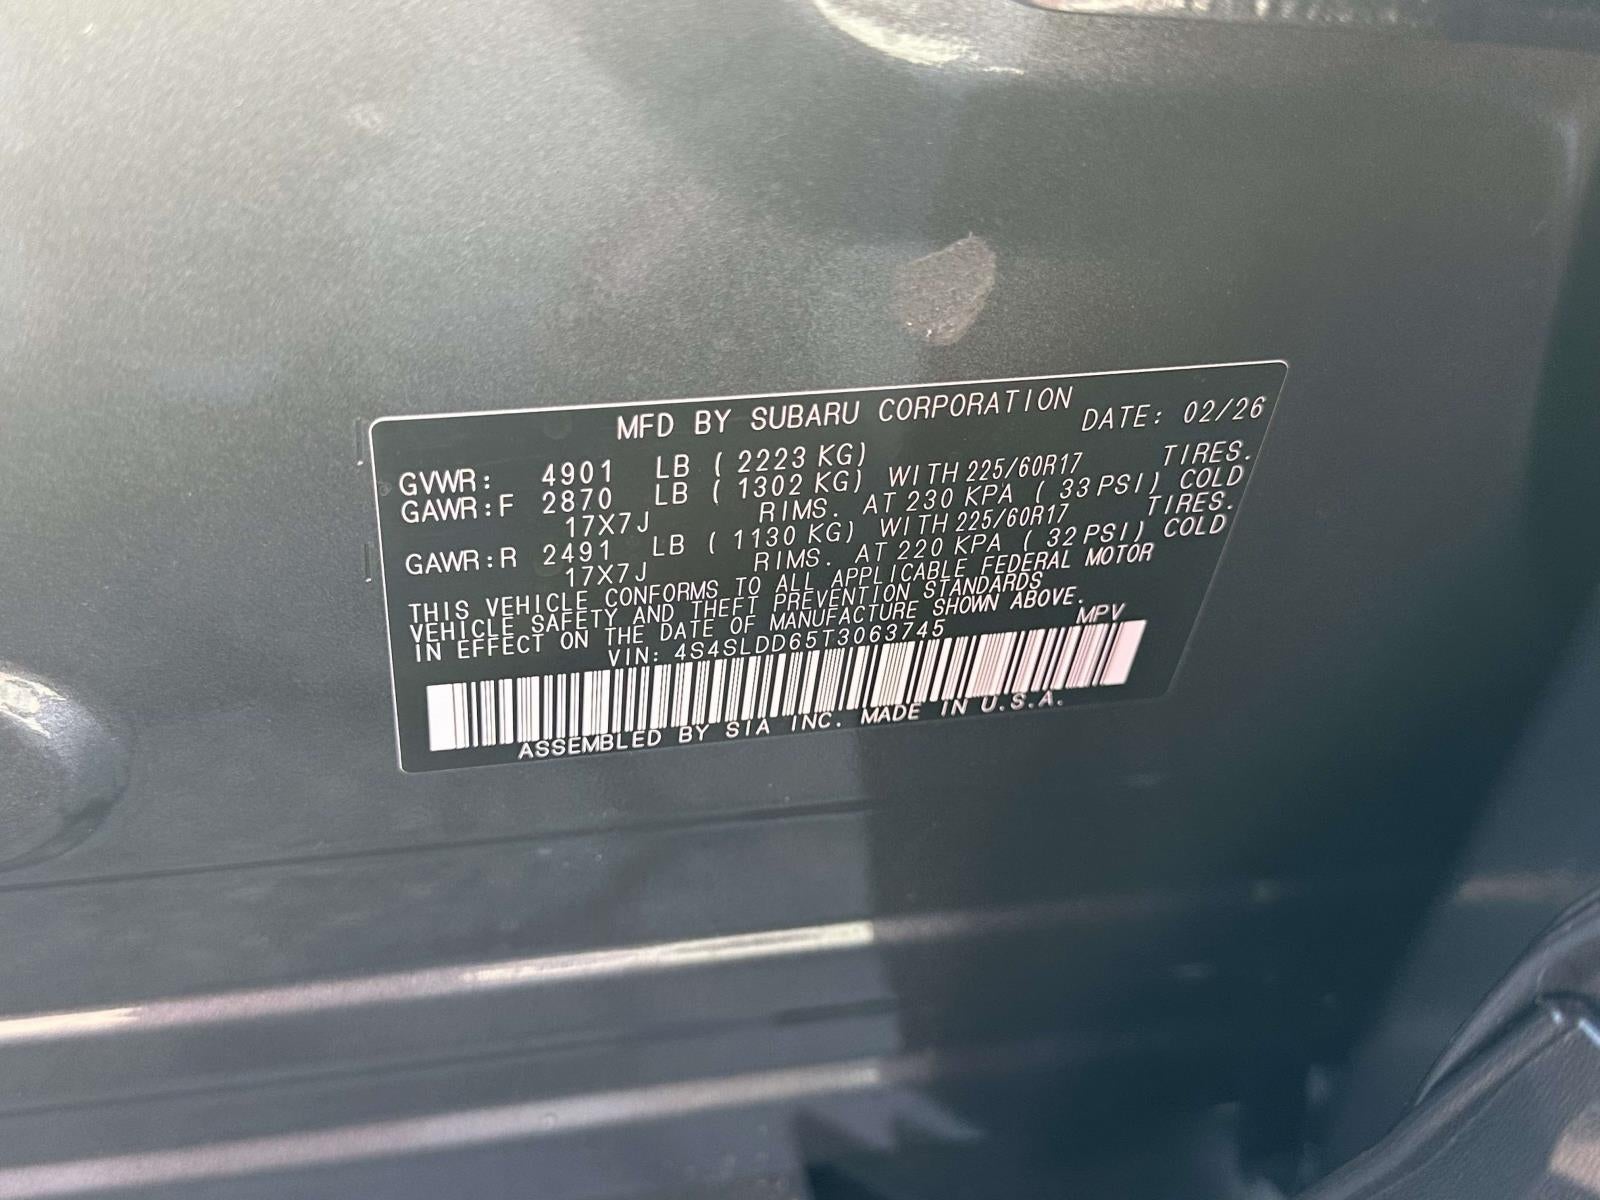 MFD BY SUBARU CORPORATION DATE: 02/26
GVWR: 4901 LB ( 2223 KG)
GAWR:F 2870 LB ( 1302 KG) WITH 225/60R17 TIRES.
17X7J RIMS. AT 230 KPA ( 33 PSI) COLD
GAWR:R 2491 LB ( 1130 KG) WITH 225/60R17 TIRES.
17X7J RIMS. AT 220 KPA ( 32 PSI) COLD
THIS VEHICLE CONFORMS TO ALL APPLICABLE FEDERAL MOTOR
VEHICLE SAFETY AND THEFT PREVENTION STANDARDS
IN EFFECT ON THE DATE OF MANUFACTURE SHOWN ABOVE.
VIN: 4S4SLDD65T3063745 MPV
ASSEMBLED BY SIA INC. MADE IN U.S.A.